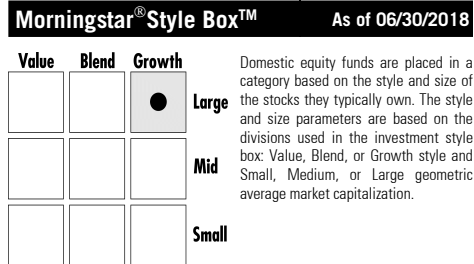 Morningstar®Style Box™ As of 06/30/2018
Value Blend Growth
Large
Mid
Small
Domestic equity funds are placed in a
category based on the style and size of
the stocks they typically own. The style
and size parameters are based on the
divisions used in the investment style
box: Value, Blend, or Growth style and
Small, Medium, or Large geometric
average market capitalization.